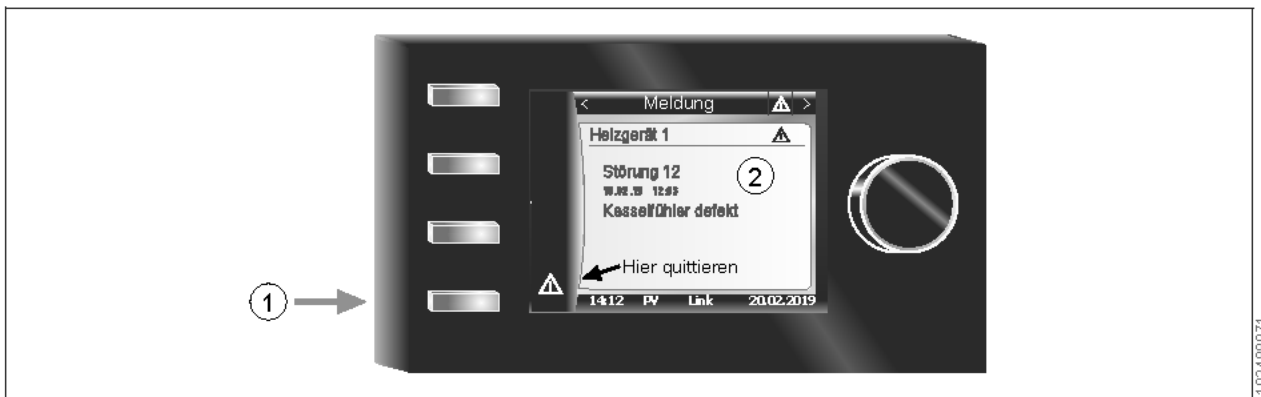 < Meldung >
Heizgerät 1
Störung 12
2
Kesselfühler defekt
Hier quittieren
1
14:12 PV Link 20.02.2019